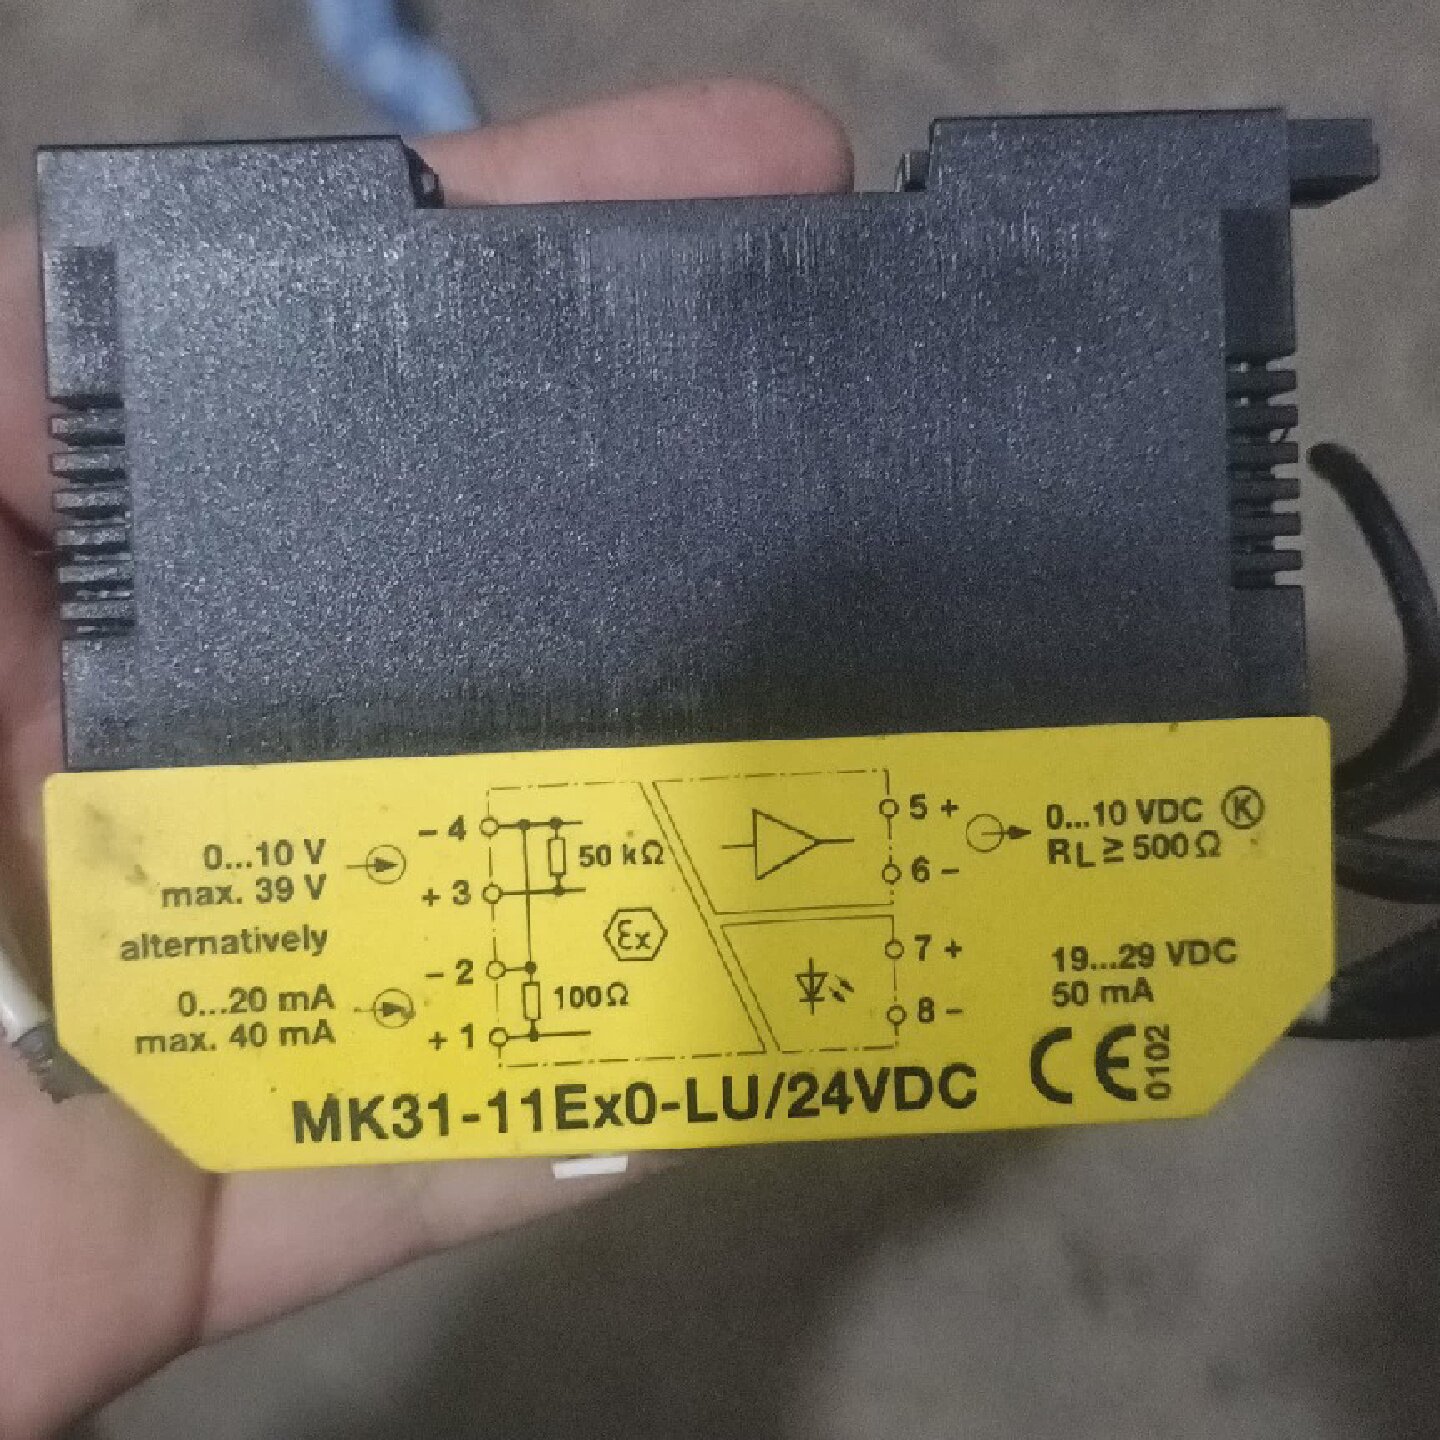 0...10 V
max. 39 V
alternatively
0...20 mA
max. 40 mA
- 4
+ 3
- 2
+ 1
50 kΩ
100Ω
Ex
5 +
6 -
7 +
8 -
0...10 VDC K
RL ≥ 500 Ω
19...29 VDC
50 mA
CE 0102
MK31-11Ex0-LU/24VDC